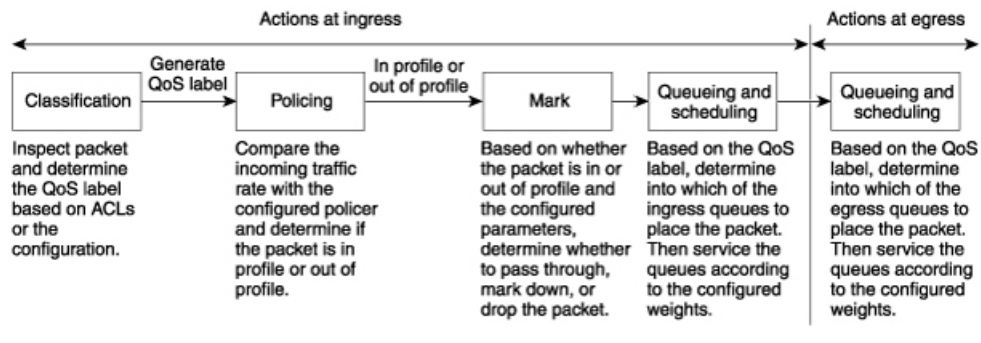 Actions at ingress
Actions at egress
Generate
QoS label
In profile or
out of profile
Classification
Policing
Mark
Queueing and
scheduling
Queueing and
scheduling
Inspect packet
and determine
the QoS label
based on ACLs
or the
configuration.
Compare the
incoming traffic
rate with the
configured policer
and determine if
the packet is in
profile or out of
profile.
Based on whether
the packet is in or
out of profile and
the configured
parameters,
determine whether
to pass through,
mark down, or
drop the packet.
Based on the QoS
label, determine
into which of the
ingress queues to
place the packet.
Then service the
queues according
to the configured
weights.
Based on the QoS
label, determine
into which of the
egress queues to
place the packet.
Then service the
queues according
to the configured
weights.